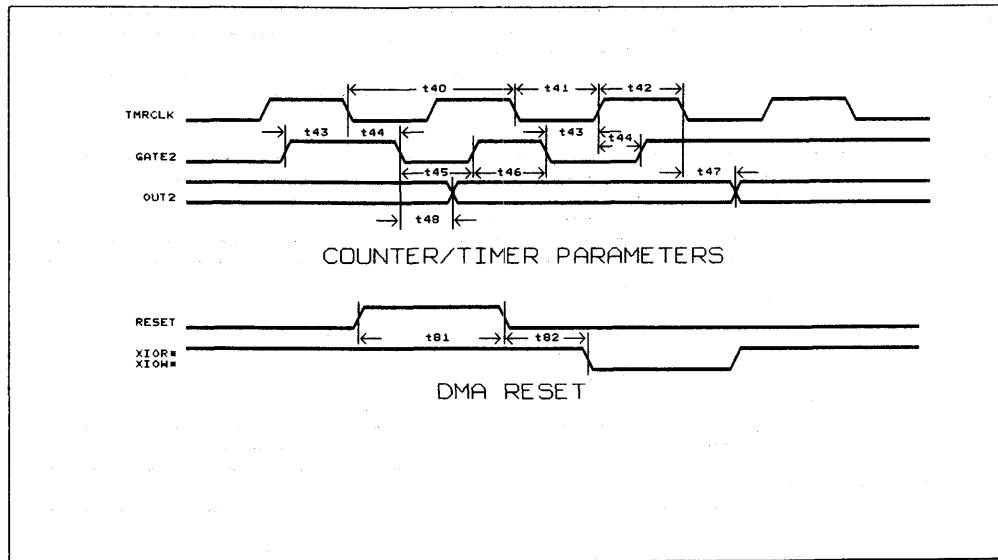 t40 t41 t42
TMRCLK
t43 t44 t43
t44
GATE2
t45 t46 t47
OUT2
t48
COUNTER/TIMER PARAMETERS
RESET
t81 t82
XIOR*
XIOW*
DMA RESET